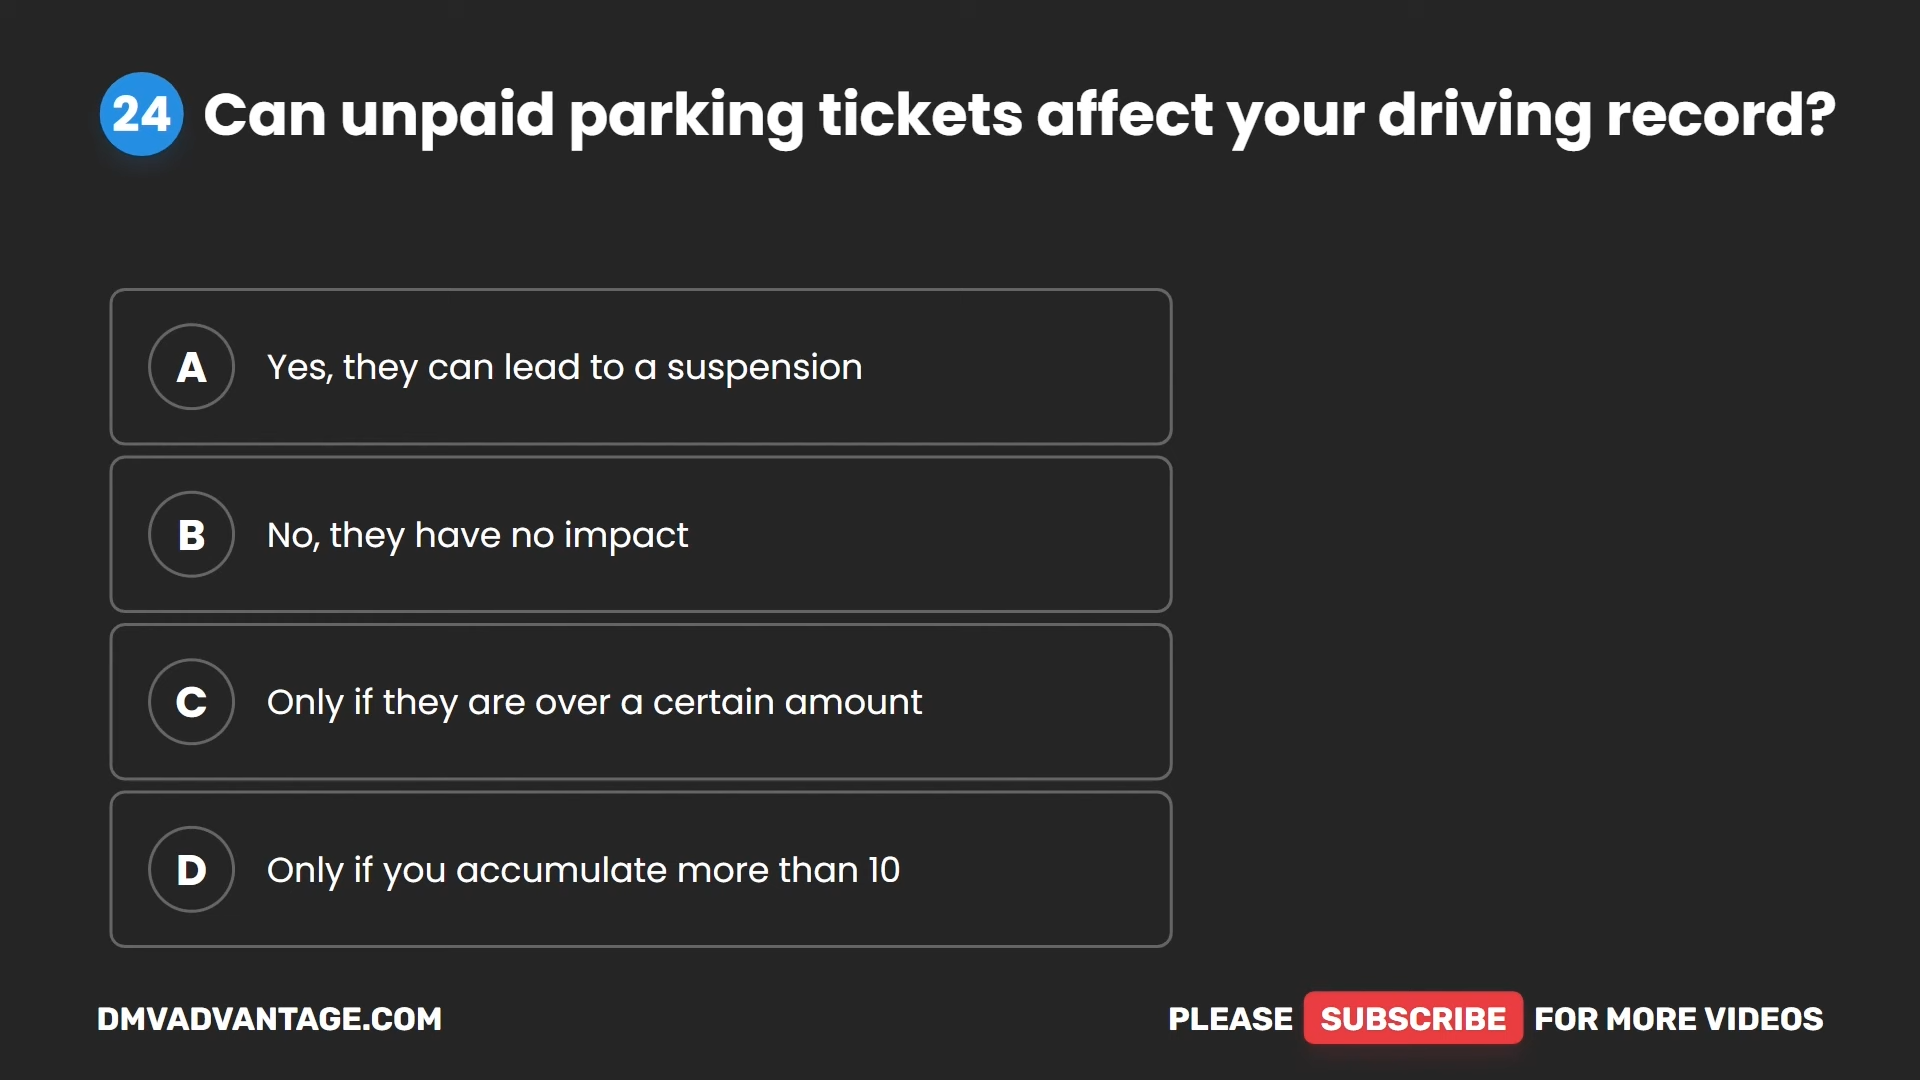 24 Can unpaid parking tickets affect your driving record?
A Yes, they can lead to a suspension
B No, they have no impact
C Only if they are over a certain amount
D Only if you accumulate more than 10
DMVADVANTAGE.COM
PLEASE SUBSCRIBE FOR MORE VIDEOS